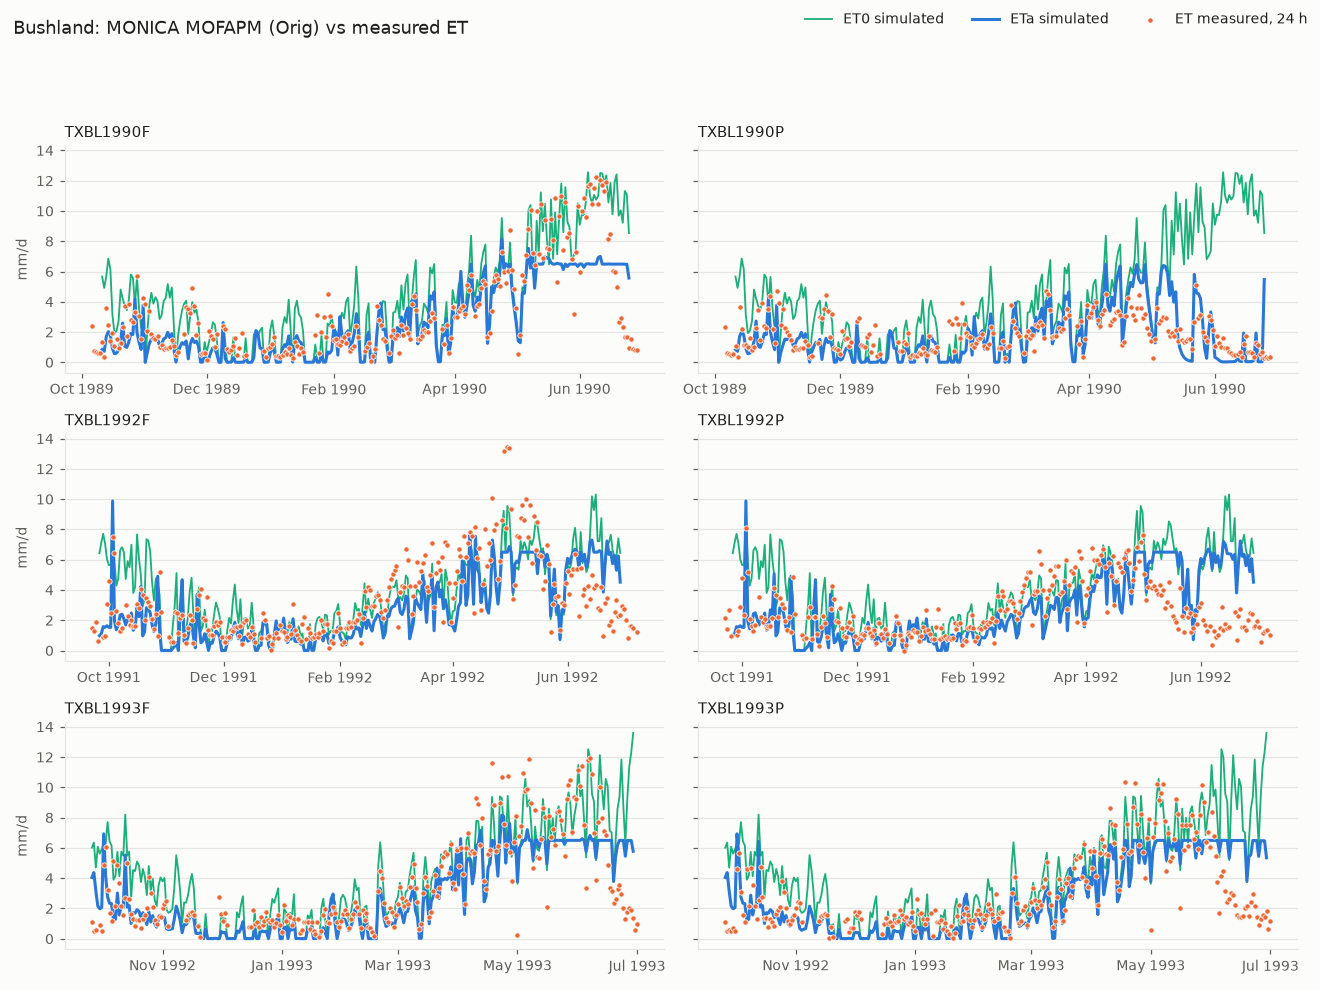 Bushland: MONICA MOFAPM (Orig) vs measured ET
ET0 simulated ETa simulated ET measured, 24 h
TXBL1990F
14
12
10
8
6
4
2
0
mm/d
Oct 1989 Dec 1989 Feb 1990 Apr 1990 Jun 1990
TXBL1990P
Oct 1989 Dec 1989 Feb 1990 Apr 1990 Jun 1990
TXBL1992F
14
12
10
8
6
4
2
0
mm/d
Oct 1991 Dec 1991 Feb 1992 Apr 1992 Jun 1992
TXBL1992P
Oct 1991 Dec 1991 Feb 1992 Apr 1992 Jun 1992
TXBL1993F
14
12
10
8
6
4
2
0
mm/d
Nov 1992 Jan 1993 Mar 1993 May 1993 Jul 1993
TXBL1993P
Nov 1992 Jan 1993 Mar 1993 May 1993 Jul 1993